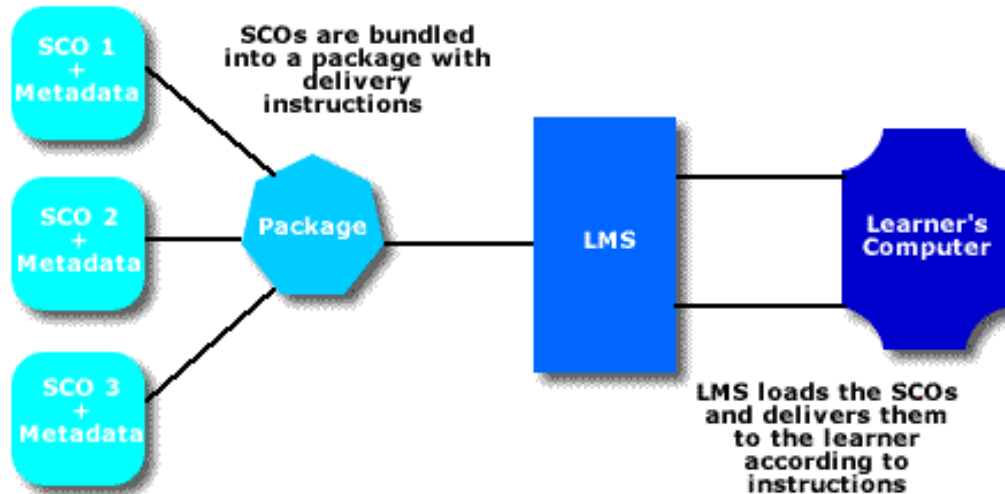 SCO 1
+
Metadata
SCOs are bundled
into a package with
delivery
instructions
SCO 2
+
Metadata
Package
LMS
Learner's
Computer
SCO 3
+
Metadata
LMS loads the SCOs
and delivers them
to the learner
according to
instructions